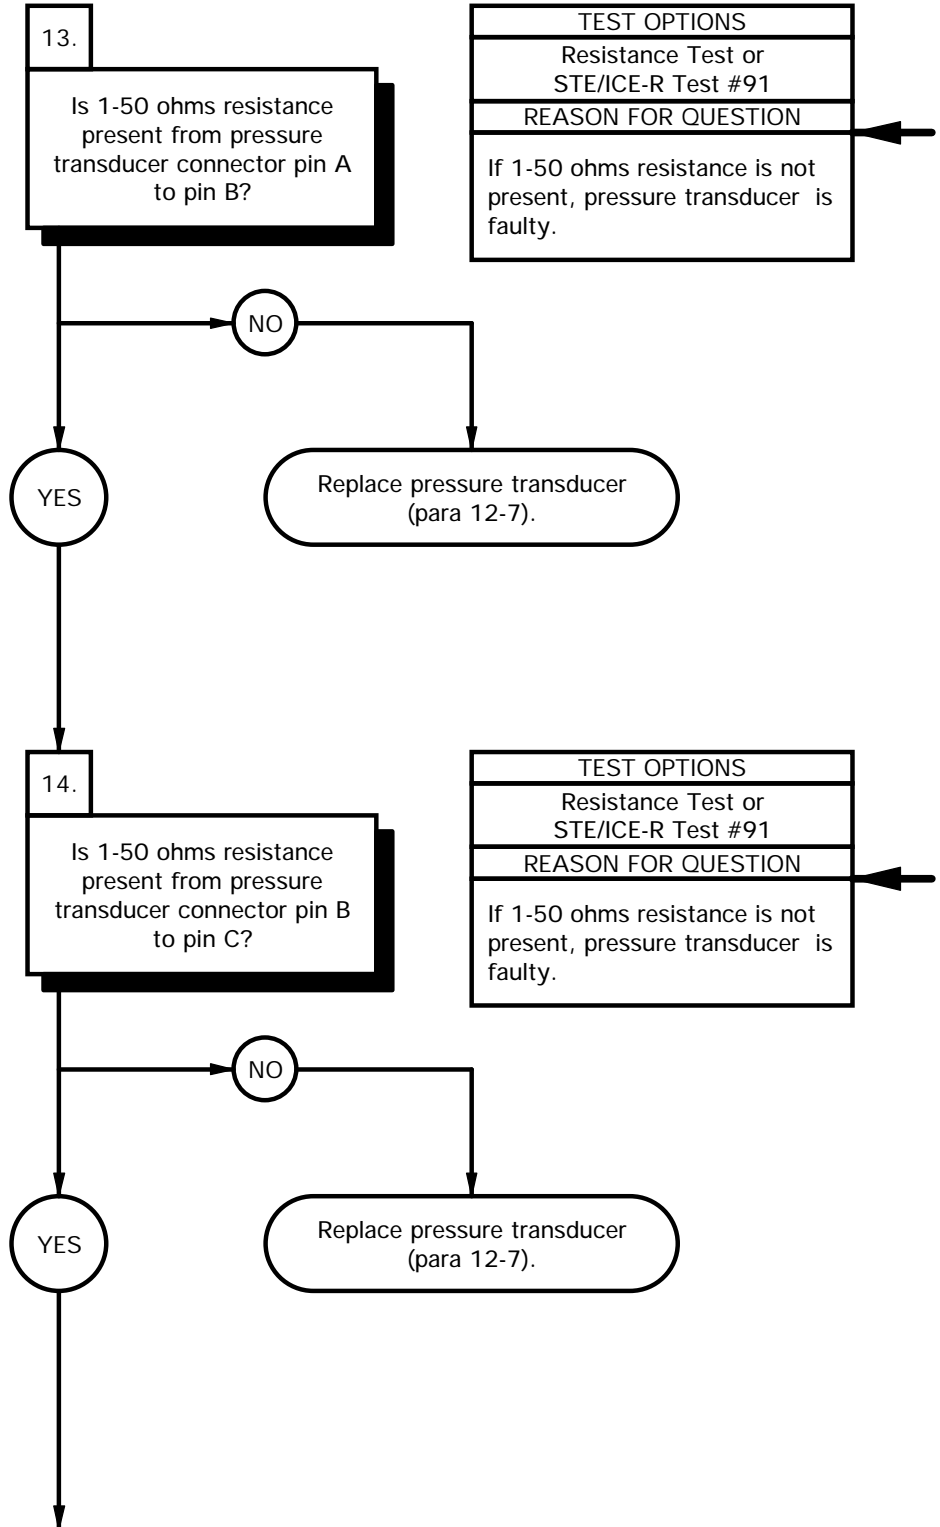 13.
Is 1-50 ohms resistance
present from pressure
transducer connector pin A
to pin B?
TEST OPTIONS
Resistance Test or
STE/ICE-R Test #91
REASON FOR QUESTION
If 1-50 ohms resistance is not
present, pressure transducer is
faulty.
NO
YES
Replace pressure transducer
(para 12-7).
14.
Is 1-50 ohms resistance
present from pressure
transducer connector pin B
to pin C?
TEST OPTIONS
Resistance Test or
STE/ICE-R Test #91
REASON FOR QUESTION
If 1-50 ohms resistance is not
present, pressure transducer is
faulty.
NO
YES
Replace pressure transducer
(para 12-7).